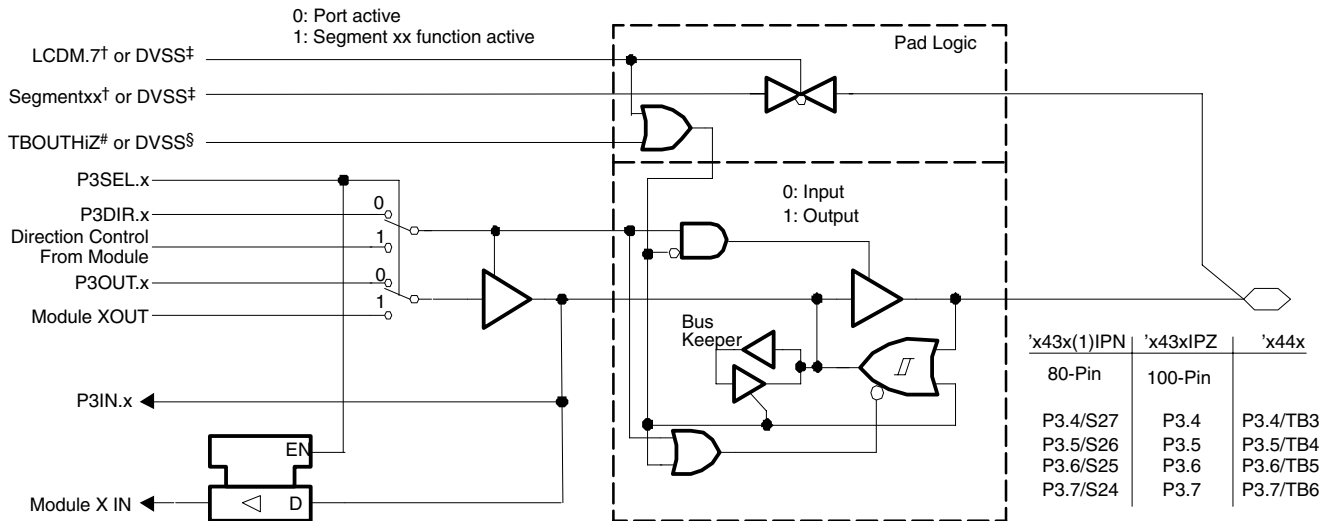 0: Port active
1: Segment xx function active
Pad Logic
LCDM.7† or DVSS‡
Segmentxx† or DVSS‡
TBOUTHiZ# or DVSS§
P3SEL.x
0: Input
1: Output
0
P3DIR.x
1
Direction Control
From Module
0
P3OUT.x
1
Module XOUT
Bus
Keeper
'x43x(1)IPN 'x43xIPZ 'x44x
80-Pin 100-Pin
P3IN.x
P3.4/S27 P3.4 P3.4/TB3
P3.5/S26 P3.5 P3.5/TB4
P3.6/S25 P3.6 P3.6/TB5
P3.7/S24 P3.7 P3.7/TB6
EN
D
Module X IN